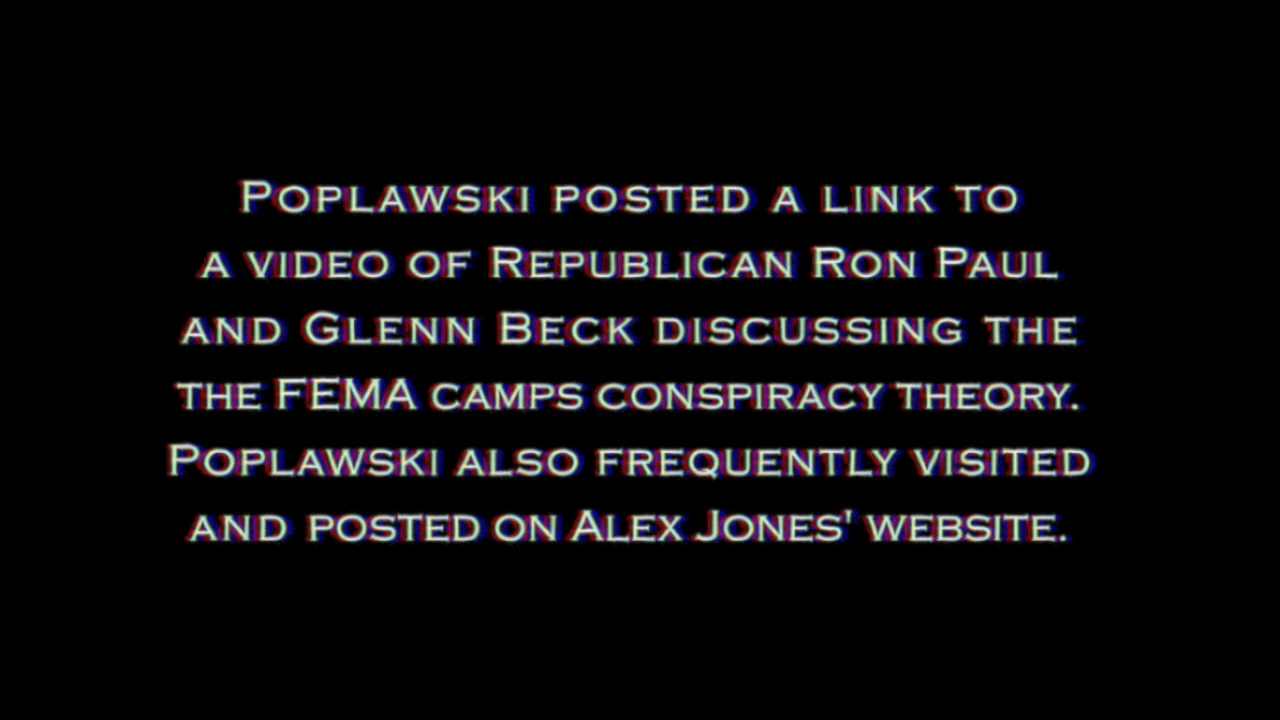 Poplawski posted a link to
a video of Republican Ron Paul
and Glenn Beck discussing the
the FEMA camps conspiracy theory.
Poplawski also frequently visited
and posted on Alex Jones' website.